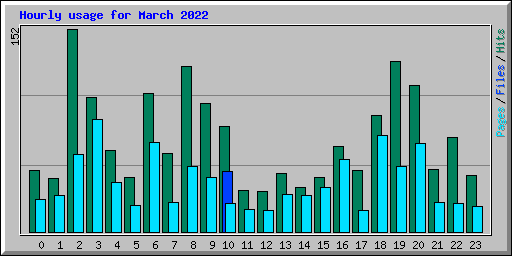 Hourly usage for March 2022
152
Pages/Files/Hits
0 1 2 3 4 5 6 7 8 9 10 11 12 13 14 15 16 17 18 19 20 21 22 23